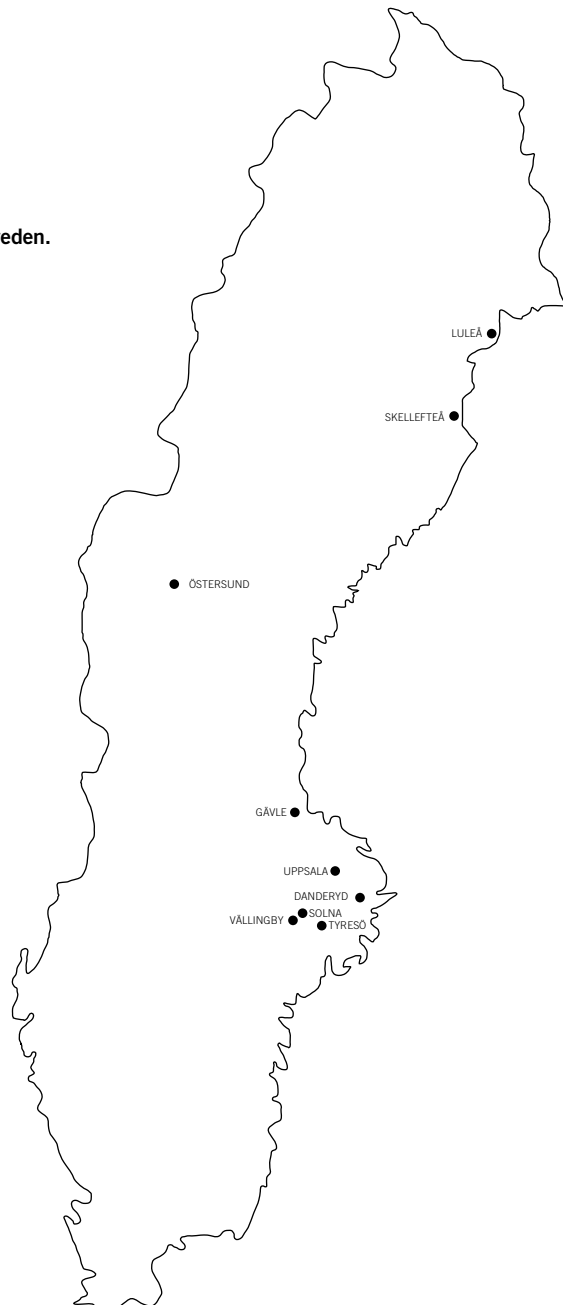 eden.
LULEÅ
SKELLEFTEÅ
ÖSTERSUND
GÄVLE
UPPSALA
DANDERYD
SOLNA
VÄLLINGBY
TYRESÖ